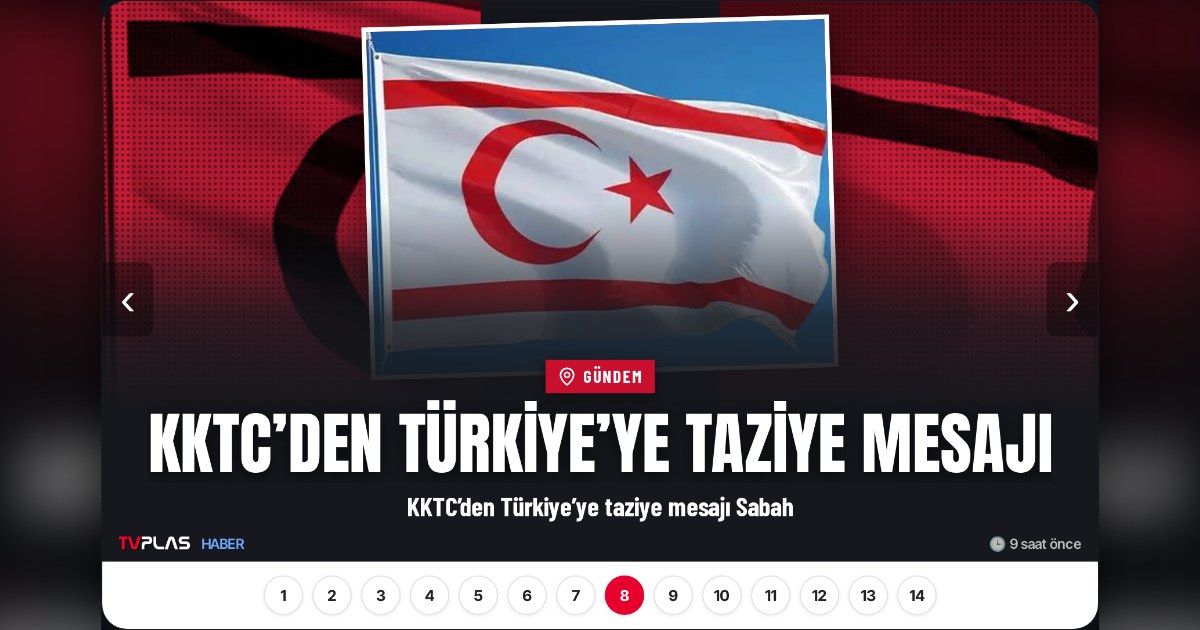 GÜNDEM
KKTC’DEN TÜRKİYE’YE TAZİYE MESAJI
KKTC’den Türkiye’ye taziye mesajı Sabah
TVPLAS HABER
9 saat önce
1 2 3 4 5 6 7 8 9 10 11 12 13 14